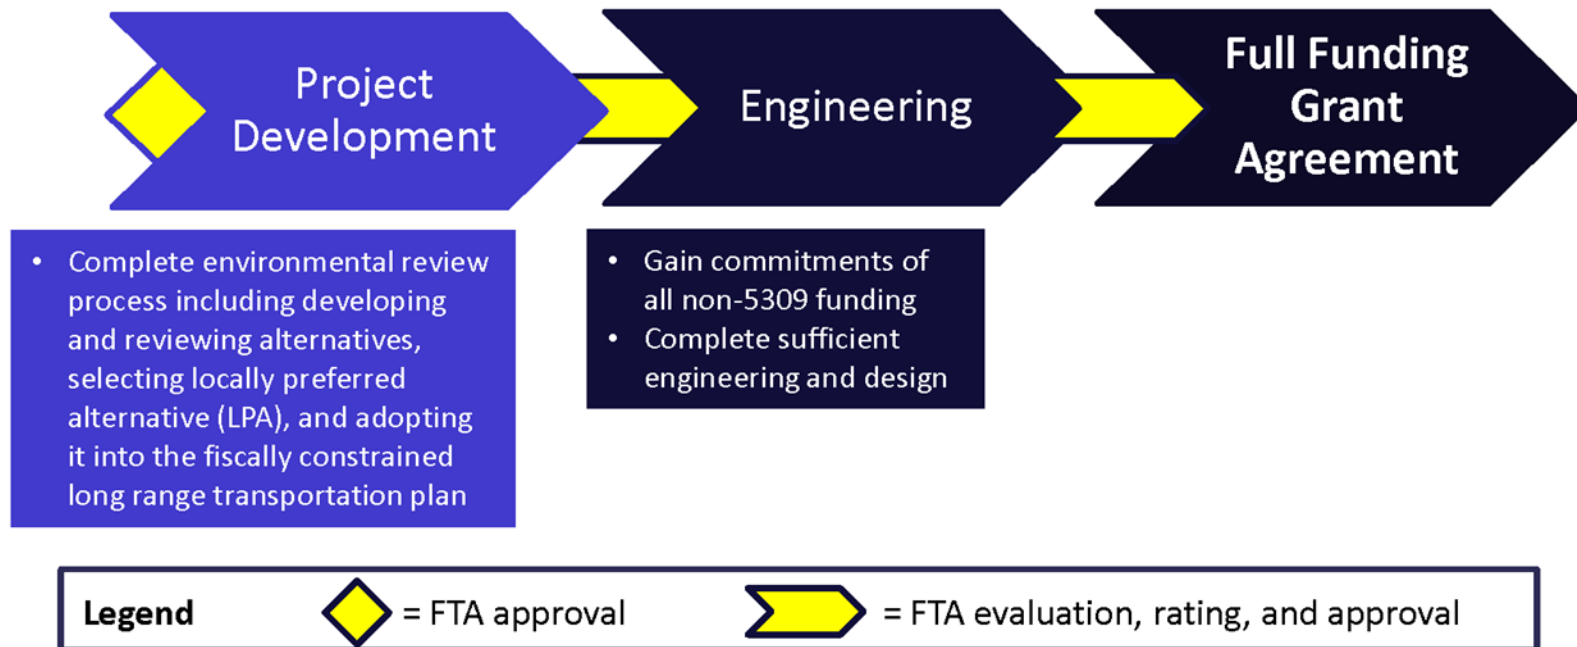 Project
Development
Engineering
Full Funding
Grant
Agreement
• Complete environmental review
process including developing
and reviewing alternatives,
selecting locally preferred
alternative (LPA), and adopting
it into the fiscally constrained
long range transportation plan
• Gain commitments of
all non-5309 funding
• Complete sufficient
engineering and design
Legend
= FTA approval
= FTA evaluation, rating, and approval